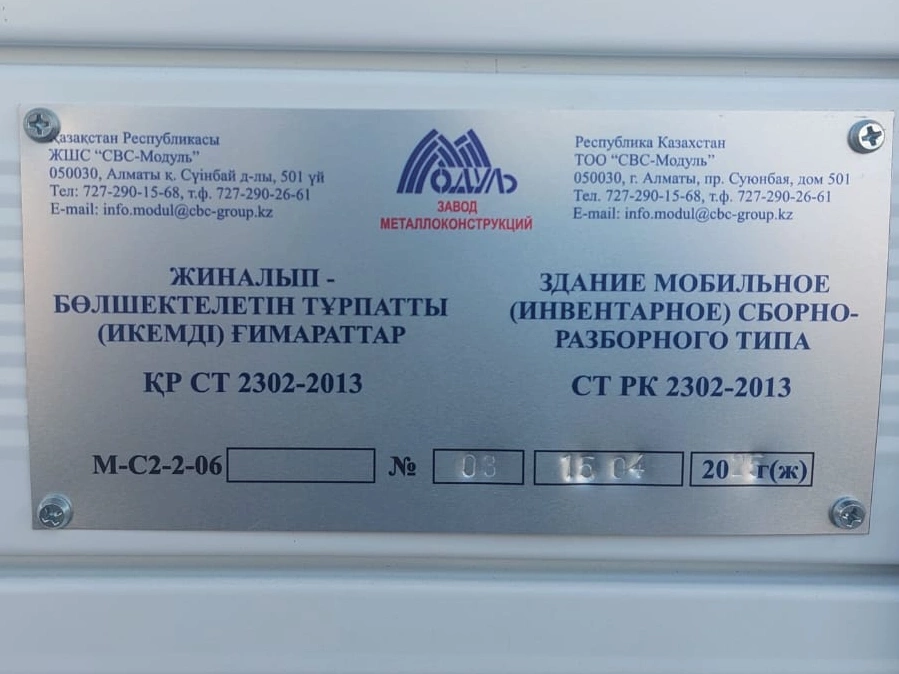 Қазақстан Республикасы
ЖШС "СВС-Модуль"
050030, Алматы қ. Сүінбай д-лы, 501 үй
Тел: 727-290-15-68, т.ф. 727-290-26-61
E-mail: info.modul@cbc-group.kz
МОДУЛЬ
ЗАВОД
МЕТАЛЛОКОНСТРУКЦИЙ
Республика Казахстан
ТОО "СВС-Модуль"
050030, г. Алматы, пр. Суюнбая, дом 501
Тел. 727-290-15-68, т.ф. 727-290-26-61
E-mail: info.modul@cbc-group.kz
ЖИНАЛЫП -
БӨЛШЕКТЕЛЕТІН ТҰРПАТТЫ
(ИКЕМДІ) ҒИМАРАТТАР
ҚР СТ 2302-2013
ЗДАНИЕ МОБИЛЬНОЕ
(ИНВЕНТАРНОЕ) СБОРНО-
РАЗБОРНОГО ТИПА
СТ РК 2302-2013
М-С2-2-06 № 03 15 04 20 г(ж)